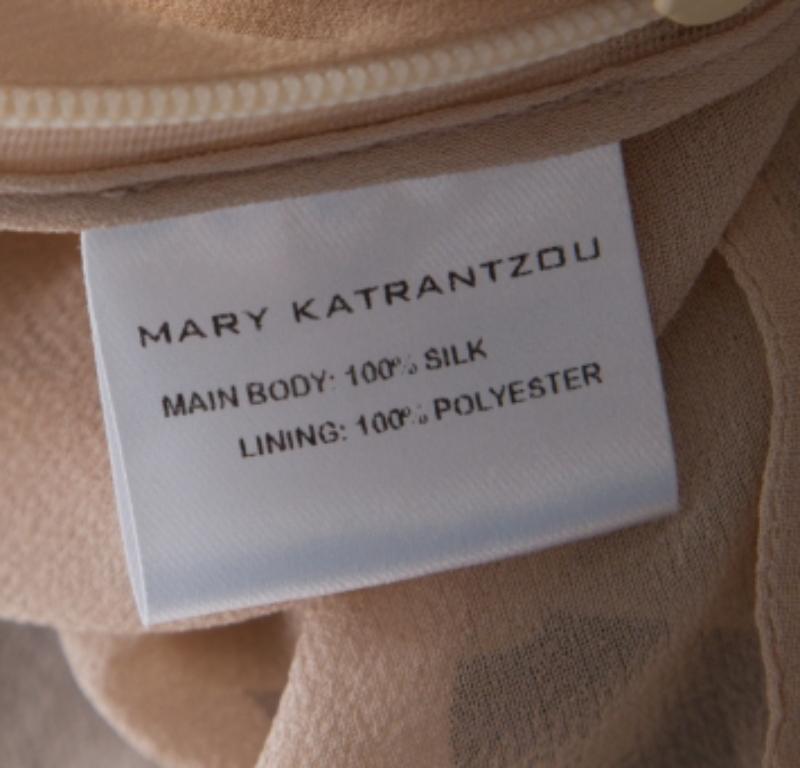 MARY KATRANTZOU
MAIN BODY: 100% SILK
LINING: 100% POLYESTER